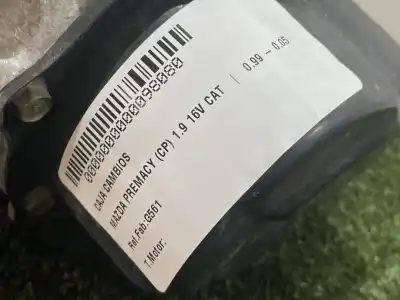 000000000098080
CAJA CAMBIOS
MAZDA PREMACY (CP) 1.9 16V CAT | 0.99 - 0.05
Ref.Fab:G561
T.Motor: